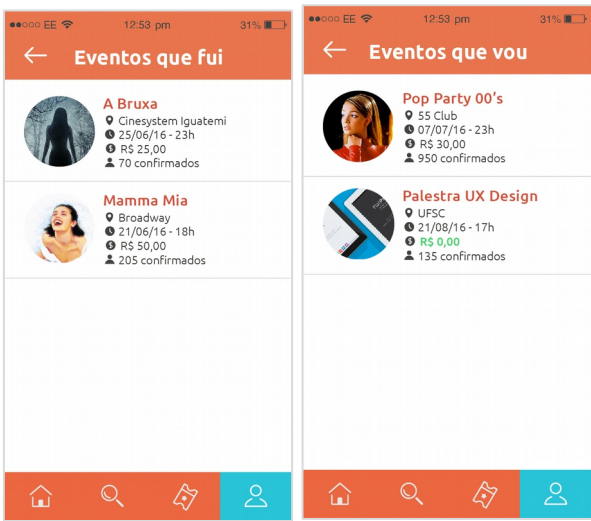 EE 12:53 pm 31%
Eventos que fui
A Bruxa
Cinesystem Iguatemi
25/06/16 - 23h
R$ 25,00
70 confirmados
Mamma Mia
Broadway
21/06/16 - 18h
R$ 50,00
205 confirmados
EE 12:53 pm 31%
Eventos que vou
Pop Party 00's
55 Club
07/07/16 - 23h
R$ 30,00
950 confirmados
Palestra UX Design
UFSC
21/08/16 - 17h
R$ 0,00
135 confirmados